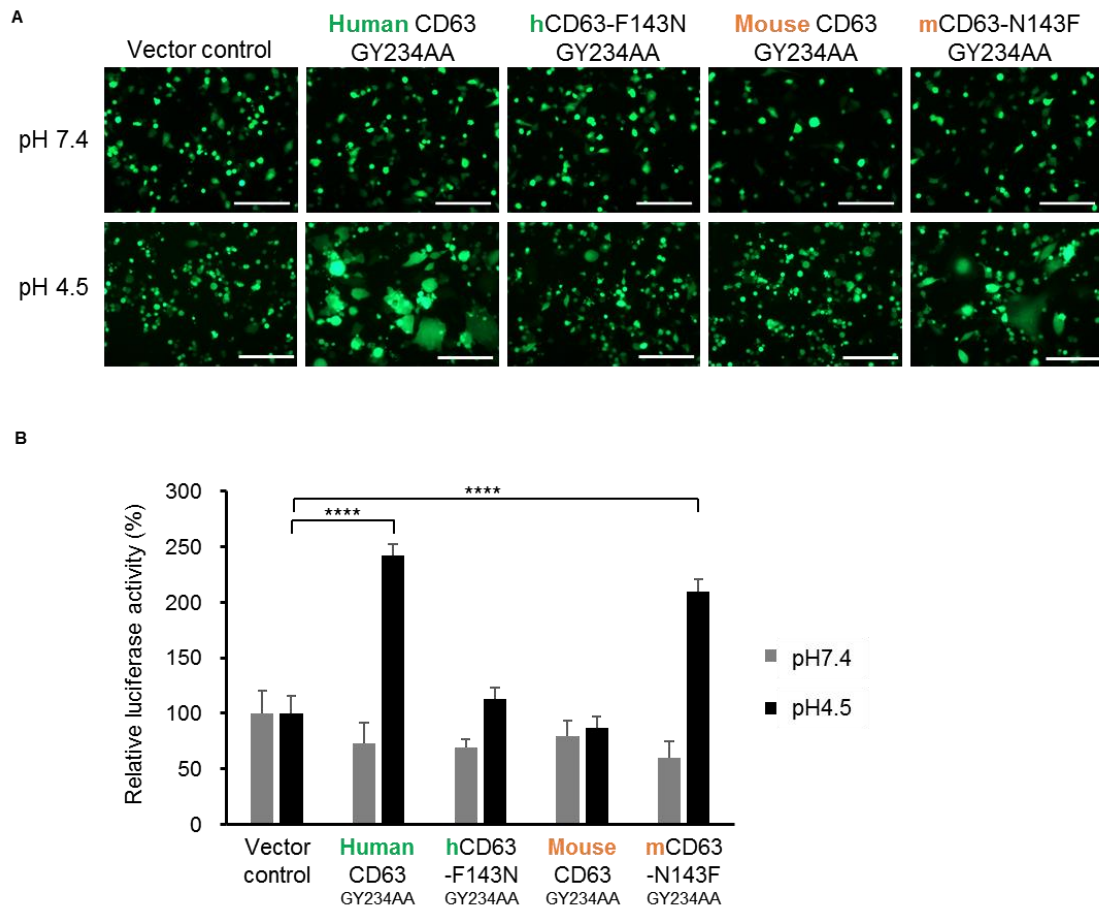 A
Vector control
Human CD63
GY234AA
hCD63-F143N
GY234AA
Mouse CD63
GY234AA
mCD63-N143F
GY234AA
pH 7.4
pH 4.5
B
Relative luciferase activity (%)
300
250
200
150
100
50
0
****
****
pH7.4
pH4.5
Vector
control
Human
CD63
GY234AA
hCD63
-F143N
GY234AA
Mouse
CD63
GY234AA
mCD63
-N143F
GY234AA